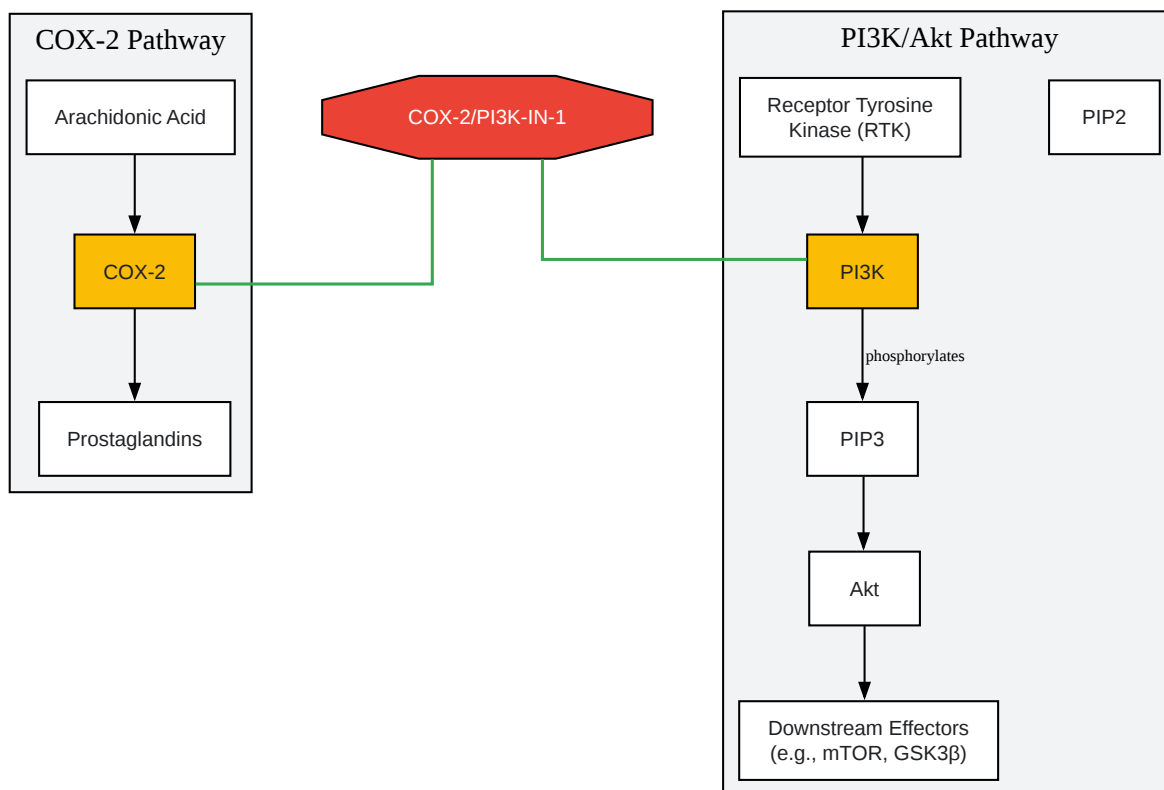 COX-2 Pathway
Arachidonic Acid
COX-2
Prostaglandins
COX-2/PI3K-IN-1
PI3K/Akt Pathway
Receptor Tyrosine
Kinase (RTK)
PIP2
PI3K
phosphorylates
PIP3
Akt
Downstream Effectors
(e.g., mTOR, GSK3β)